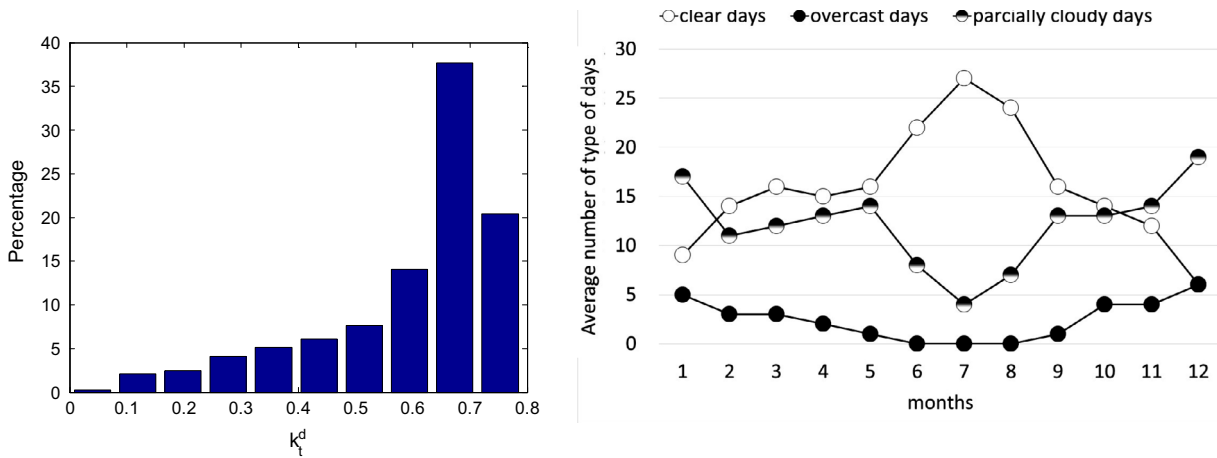 40
35
30
25
20
15
10
5
0
Percentage
0 0.1 0.2 0.3 0.4 0.5 0.6 0.7 0.8
k_t^d
clear days overcast days partially cloudy days
30
25
20
15
10
5
0
Average number of type of days
1 2 3 4 5 6 7 8 9 10 11 12
months